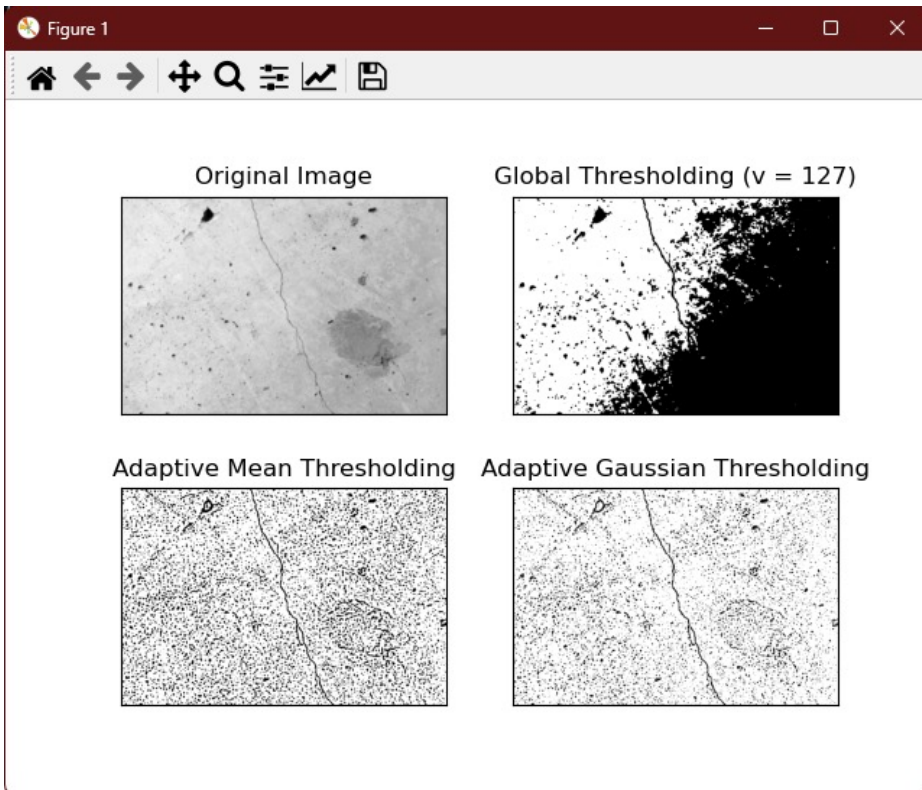 Figure 1
Original Image
Global Thresholding (v = 127)
Adaptive Mean Thresholding
Adaptive Gaussian Thresholding